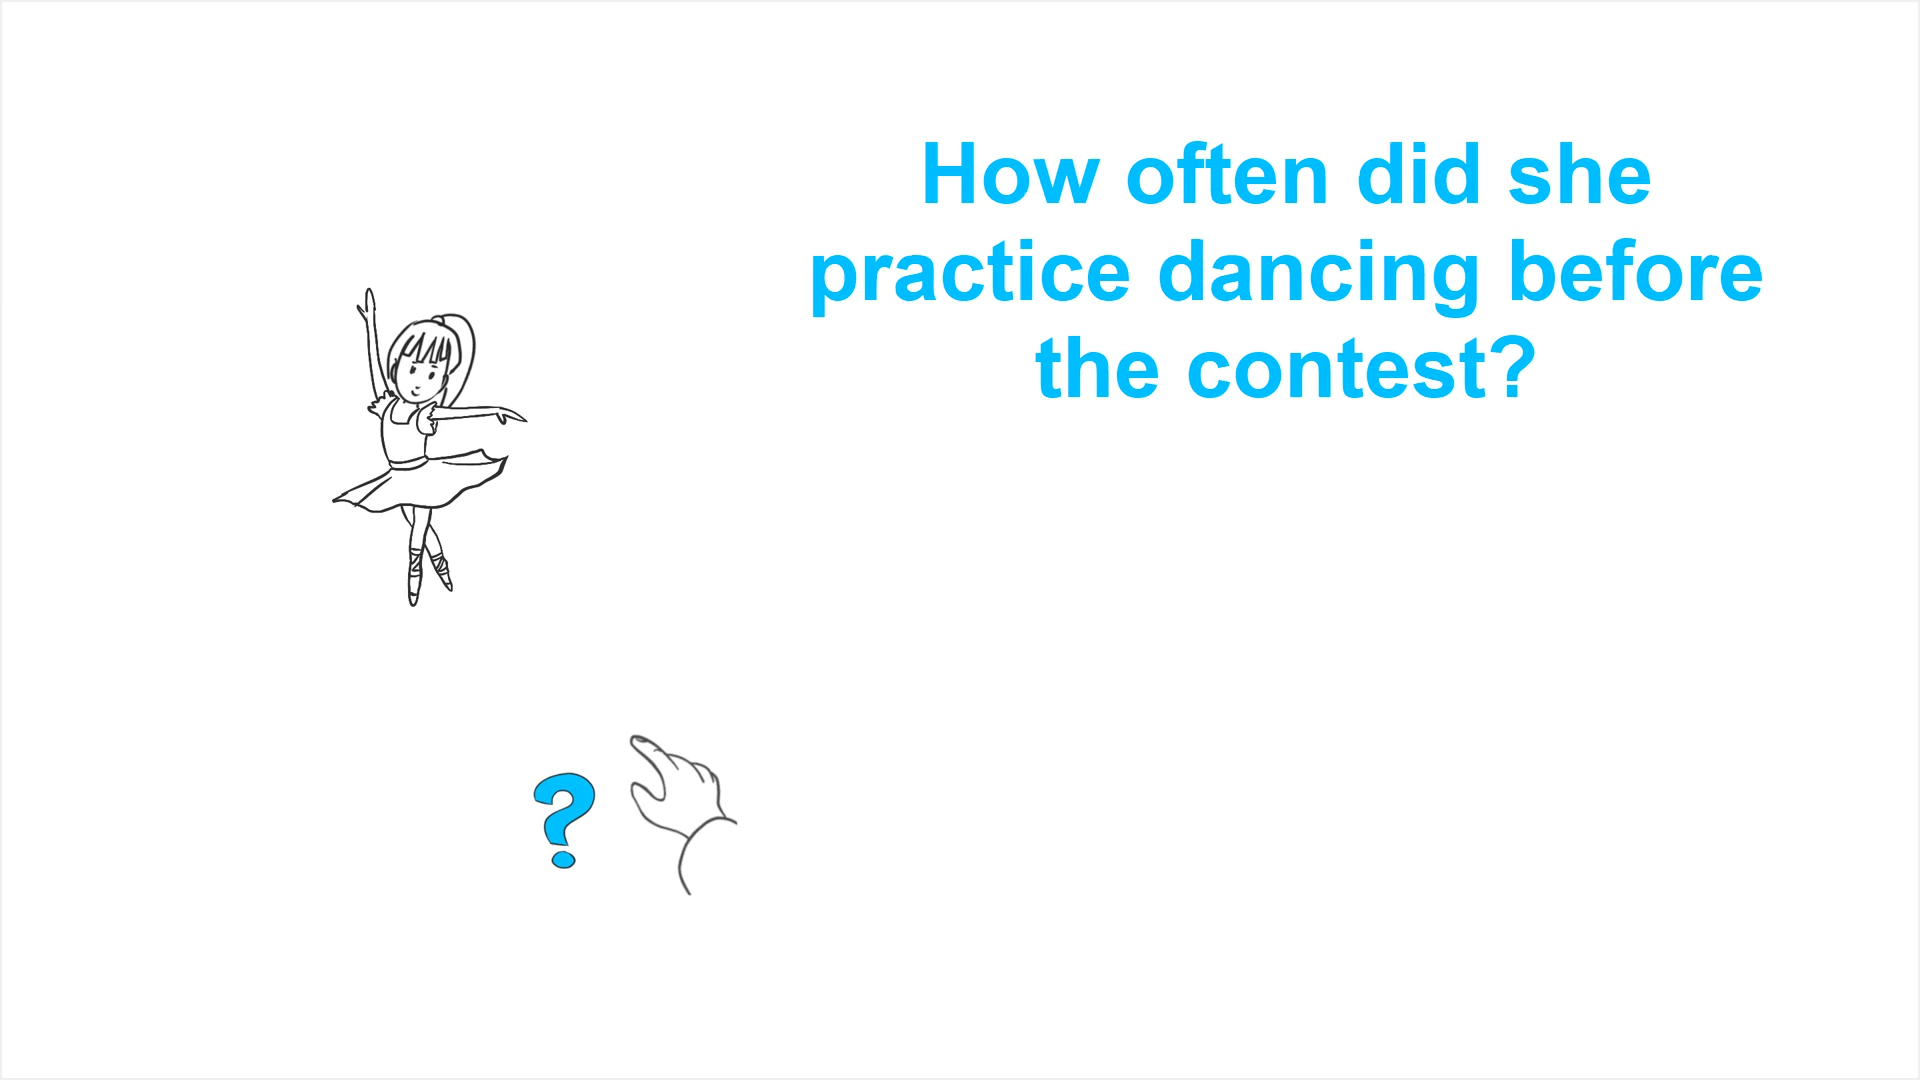 How often did she
practice dancing before
the contest?
?